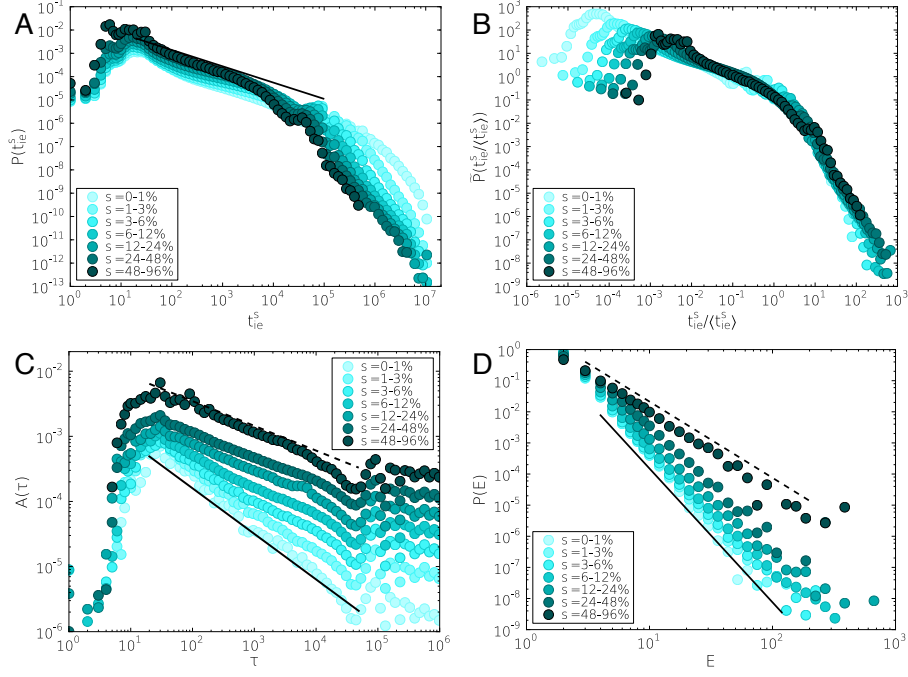 A
10^0
10^-1
10^-2
10^-3
10^-4
10^-5
10^-6
10^-7
10^-8
10^-9
10^-10
10^-11
10^-12
10^-13
P(t_ie^s)
s=0-1%
s=1-3%
s=3-6%
s=6-12%
s=12-24%
s=24-48%
s=48-96%
10^0 10^1 10^2 10^3 10^4 10^5 10^6 10^7
t_ie^s
B
10^3
10^2
10^1
10^0
10^-1
10^-2
10^-3
10^-4
10^-5
10^-6
10^-7
10^-8
10^-9
P̃(t_ie^s/⟨t_ie^s⟩)
s=0-1%
s=1-3%
s=3-6%
s=6-12%
s=12-24%
s=24-48%
s=48-96%
10^-6 10^-5 10^-4 10^-3 10^-2 10^-1 10^0 10^1 10^2 10^3
t_ie^s/⟨t_ie^s⟩
C
10^-2
10^-3
10^-4
10^-5
10^-6
A(τ)
s=0-1%
s=1-3%
s=3-6%
s=6-12%
s=12-24%
s=24-48%
s=48-96%
10^0 10^1 10^2 10^3 10^4 10^5 10^6
τ
D
10^0
10^-1
10^-2
10^-3
10^-4
10^-5
10^-6
10^-7
10^-8
10^-9
P(E)
s=0-1%
s=1-3%
s=3-6%
s=6-12%
s=12-24%
s=24-48%
s=48-96%
10^0 10^1 10^2 10^3
E